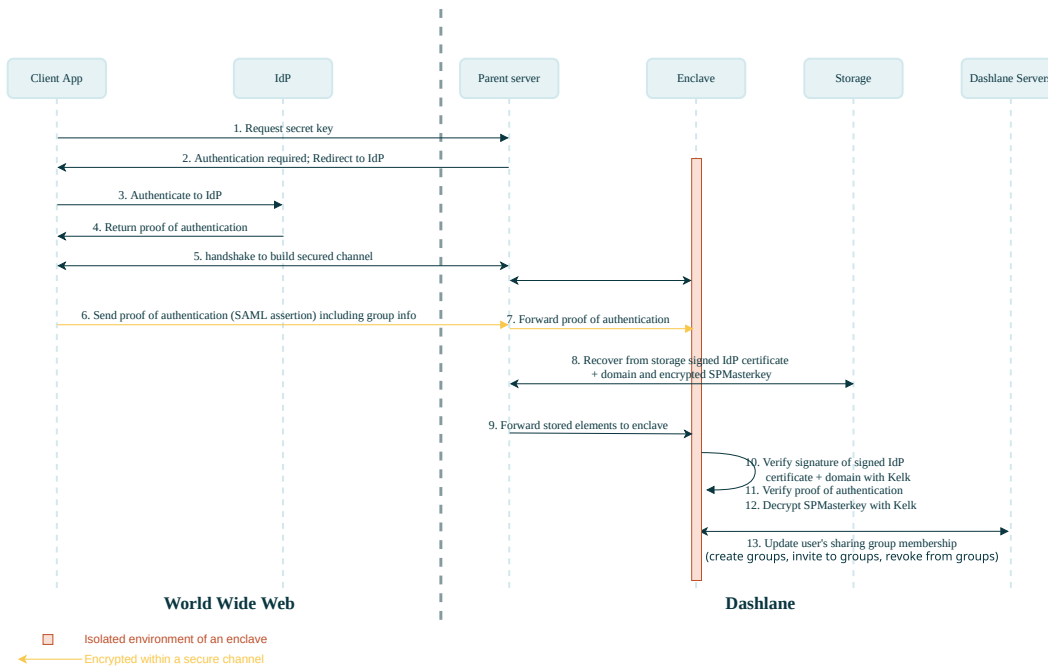 Client App
IdP
Parent server
Enclave
Storage
Dashlane Servers
1. Request secret key
2. Authentication required; Redirect to IdP
3. Authenticate to IdP
4. Return proof of authentication
5. handshake to build secured channel
6. Send proof of authentication (SAML assertion) including group info
7. Forward proof of authentication
8. Recover from storage signed IdP certificate
+ domain and encrypted SPMasterkey
9. Forward stored elements to enclave
10. Verify signature of signed IdP
certificate + domain with Kelk
11. Verify proof of authentication
12. Decrypt SPMasterkey with Kelk
13. Update user's sharing group membership
(create groups, invite to groups, revoke from groups)
World Wide Web
Dashlane
Isolated environment of an enclave
Encrypted within a secure channel